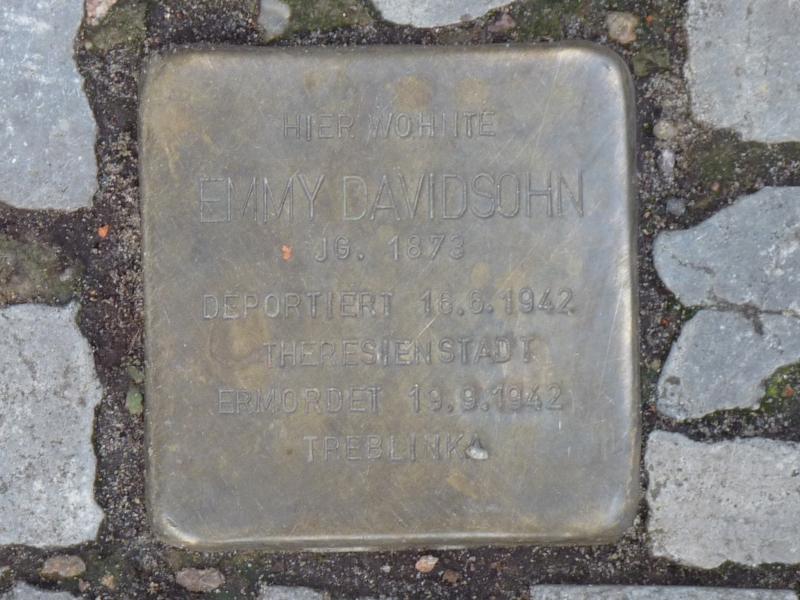 HIER WOHNTE
EMMY DAVIDSOHN
JG. 1873
DEPORTIERT 16.6.1942
THERESIENSTADT
ERMORDET 19.9.1942
TREBLINKA